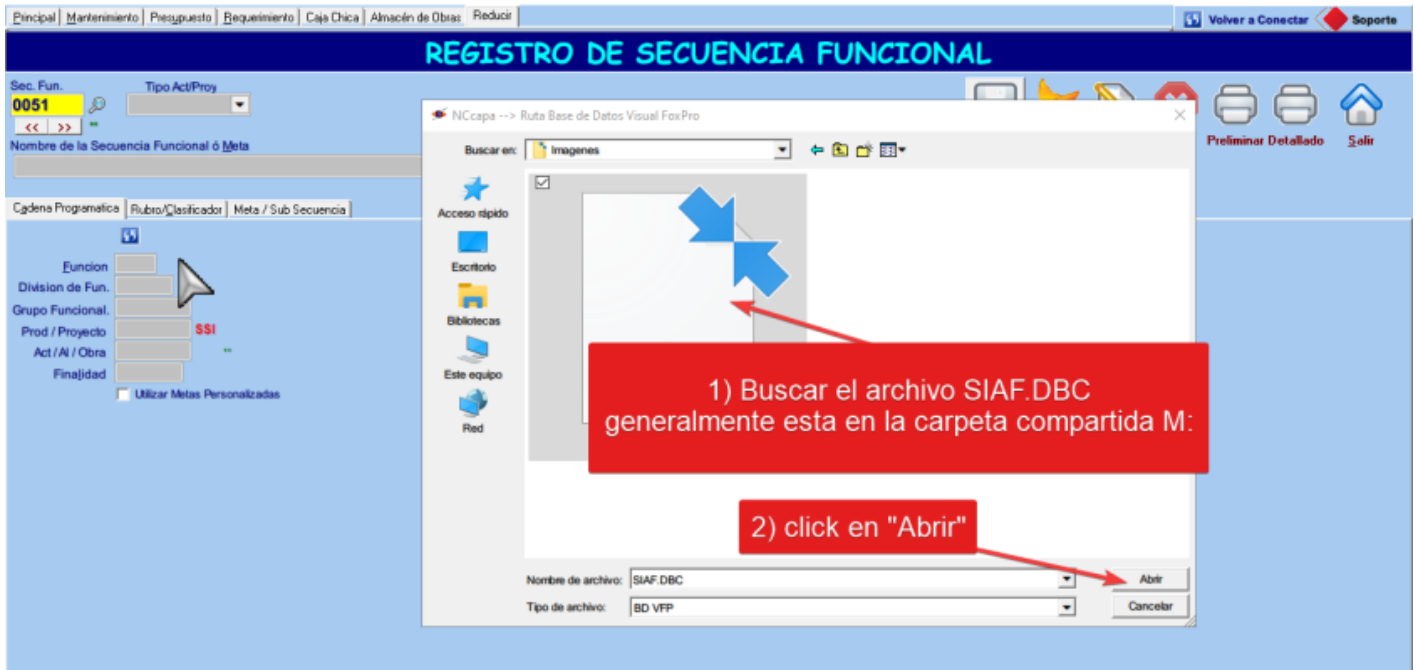 Principal Mantenimiento Presupuesto Requerimiento Caja Chica Almacén de Obras Reducir Volver a Conectar Soporte
REGISTRO DE SECUENCIA FUNCIONAL
Sec. Fun. Tipo Act/Proy
0051
<< >> ""
Nombre de la Secuencia Funcional ó Meta
Preliminar Detallado Salir
Cadena Programatica Rubro/Clasificador Meta / Sub Secuencia
Funcion
Division de Fun.
Grupo Funcional.
Prod / Proyecto SSI
Act / Al / Obra ""
Finalidad
Utilizar Metas Personalizadas
NCcapa --> Ruta Base de Datos Visual FoxPro
Buscar en: Imagenes
Acceso rápido
Escritorio
Bibliotecas
Este equipo
Red
1) Buscar el archivo SIAF.DBC
generalmente esta en la carpeta compartida M:
2) click en "Abrir"
Nombre de archivo: SIAF.DBC Abrir
Tipo de archivo: BD VFP Cancelar